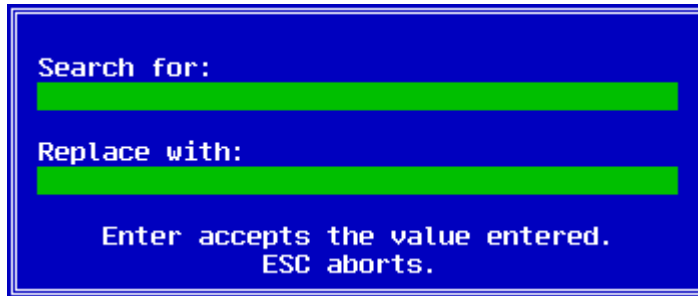 Search for:
Replace with:
Enter accepts the value entered.
ESC aborts.